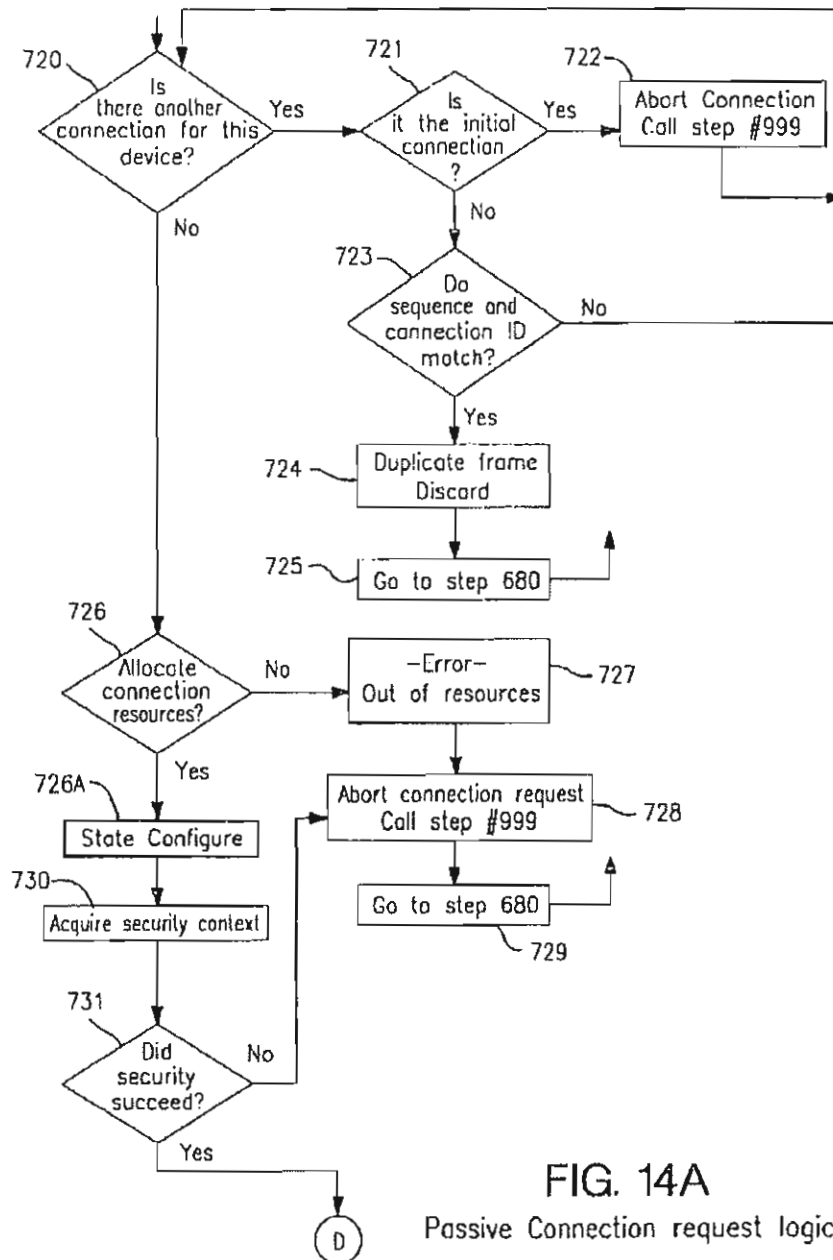 720
Is
there another
connection for this
device?
Yes
No
721
Is
it the initial
connection
?
Yes
No
722
Abort Connection
Call step #999
723
Do
sequence and
connection ID
match?
No
Yes
724
Duplicate frame
Discard
725
Go to step 680
726
Allocate
connection
resources?
No
Yes
-Error-
Out of resources
727
726A
State Configure
Abort connection request
Call step #999
728
730
Acquire security context
Go to step 680
729
731
Did
security
succeed?
No
Yes
D
FIG. 14A
Passive Connection request logic